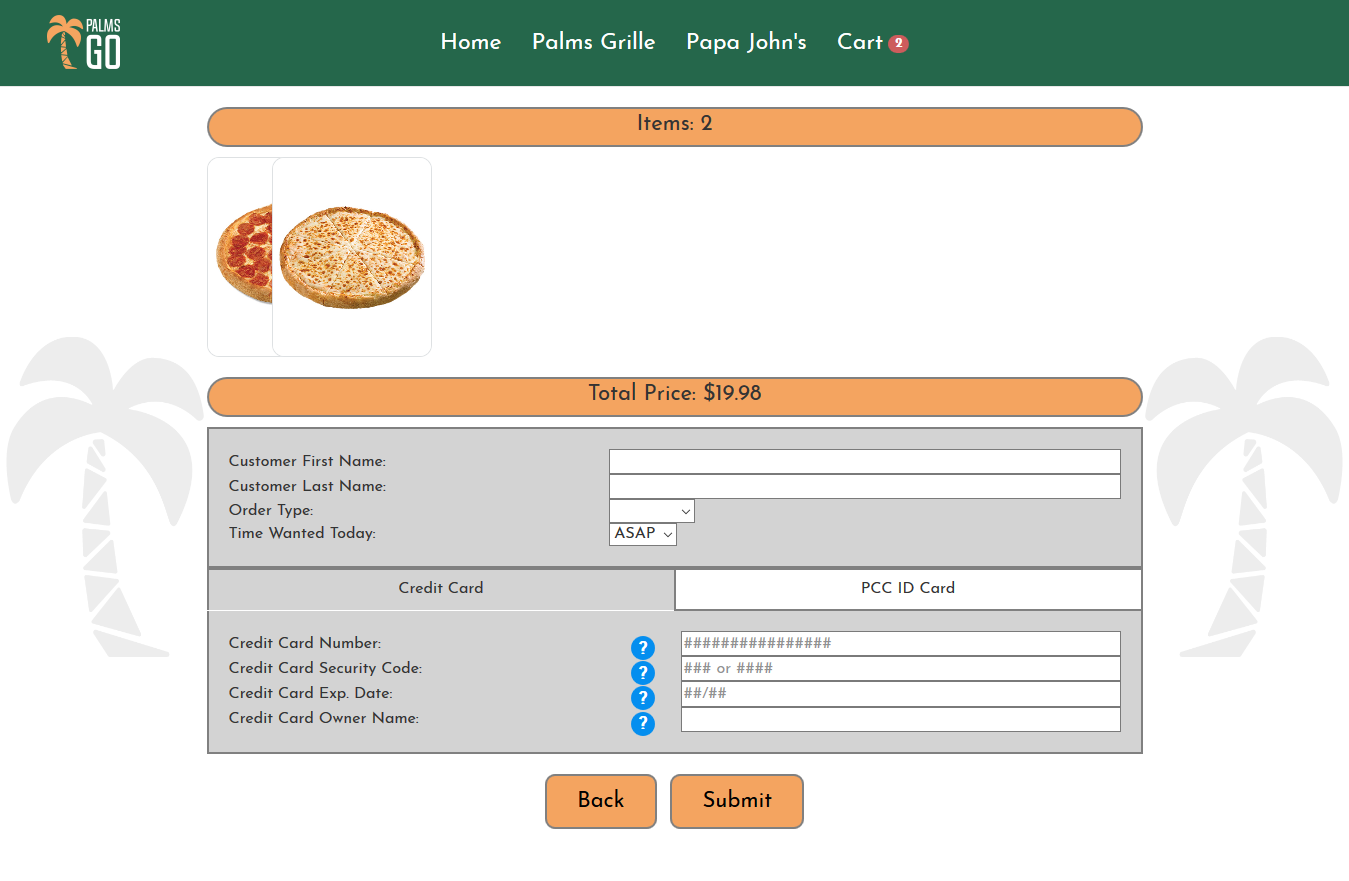 PALMS
GO
Home Palms Grille Papa John's Cart 2
Items: 2
Total Price: $19.98
Customer First Name:
Customer Last Name:
Order Type:
Time Wanted Today: ASAP
Credit Card PCC ID Card
Credit Card Number: ? ################
Credit Card Security Code: ? ### or ####
Credit Card Exp. Date: ? ##/##
Credit Card Owner Name: ?
Back Submit